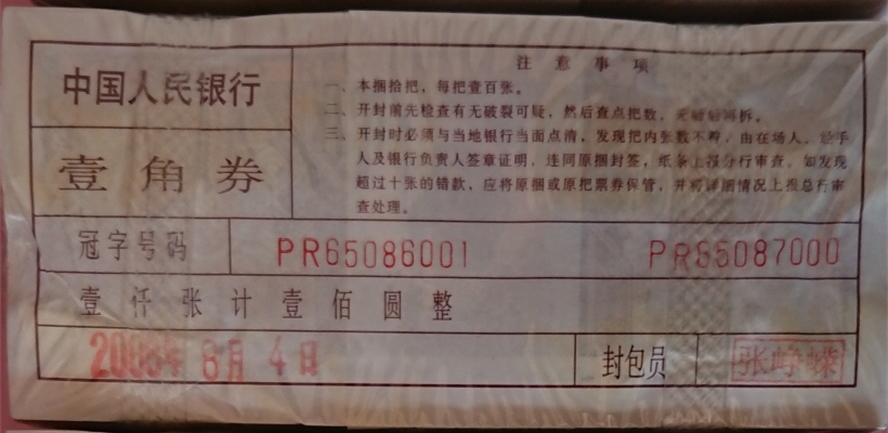 中国人民银行
壹角券
注意事项
一、本捆拾把，每把壹百张。
二、开封前先检查有无破裂可疑，然后查点把数，无错后再拆。
三、开封时必须与当地银行当面点清，发现把内张数不符，由在场人、经手
人及银行负责人签章证明，连同原捆封签，纸条上报分行审查。如发现
超过十张的错款，应将原捆或原把票券保管，并将详细情况上报总行审
查处理。
冠字号码 PR65086001 PR65087000
壹仟张计壹佰圆整
年8月4日 封包员 张峥嵘